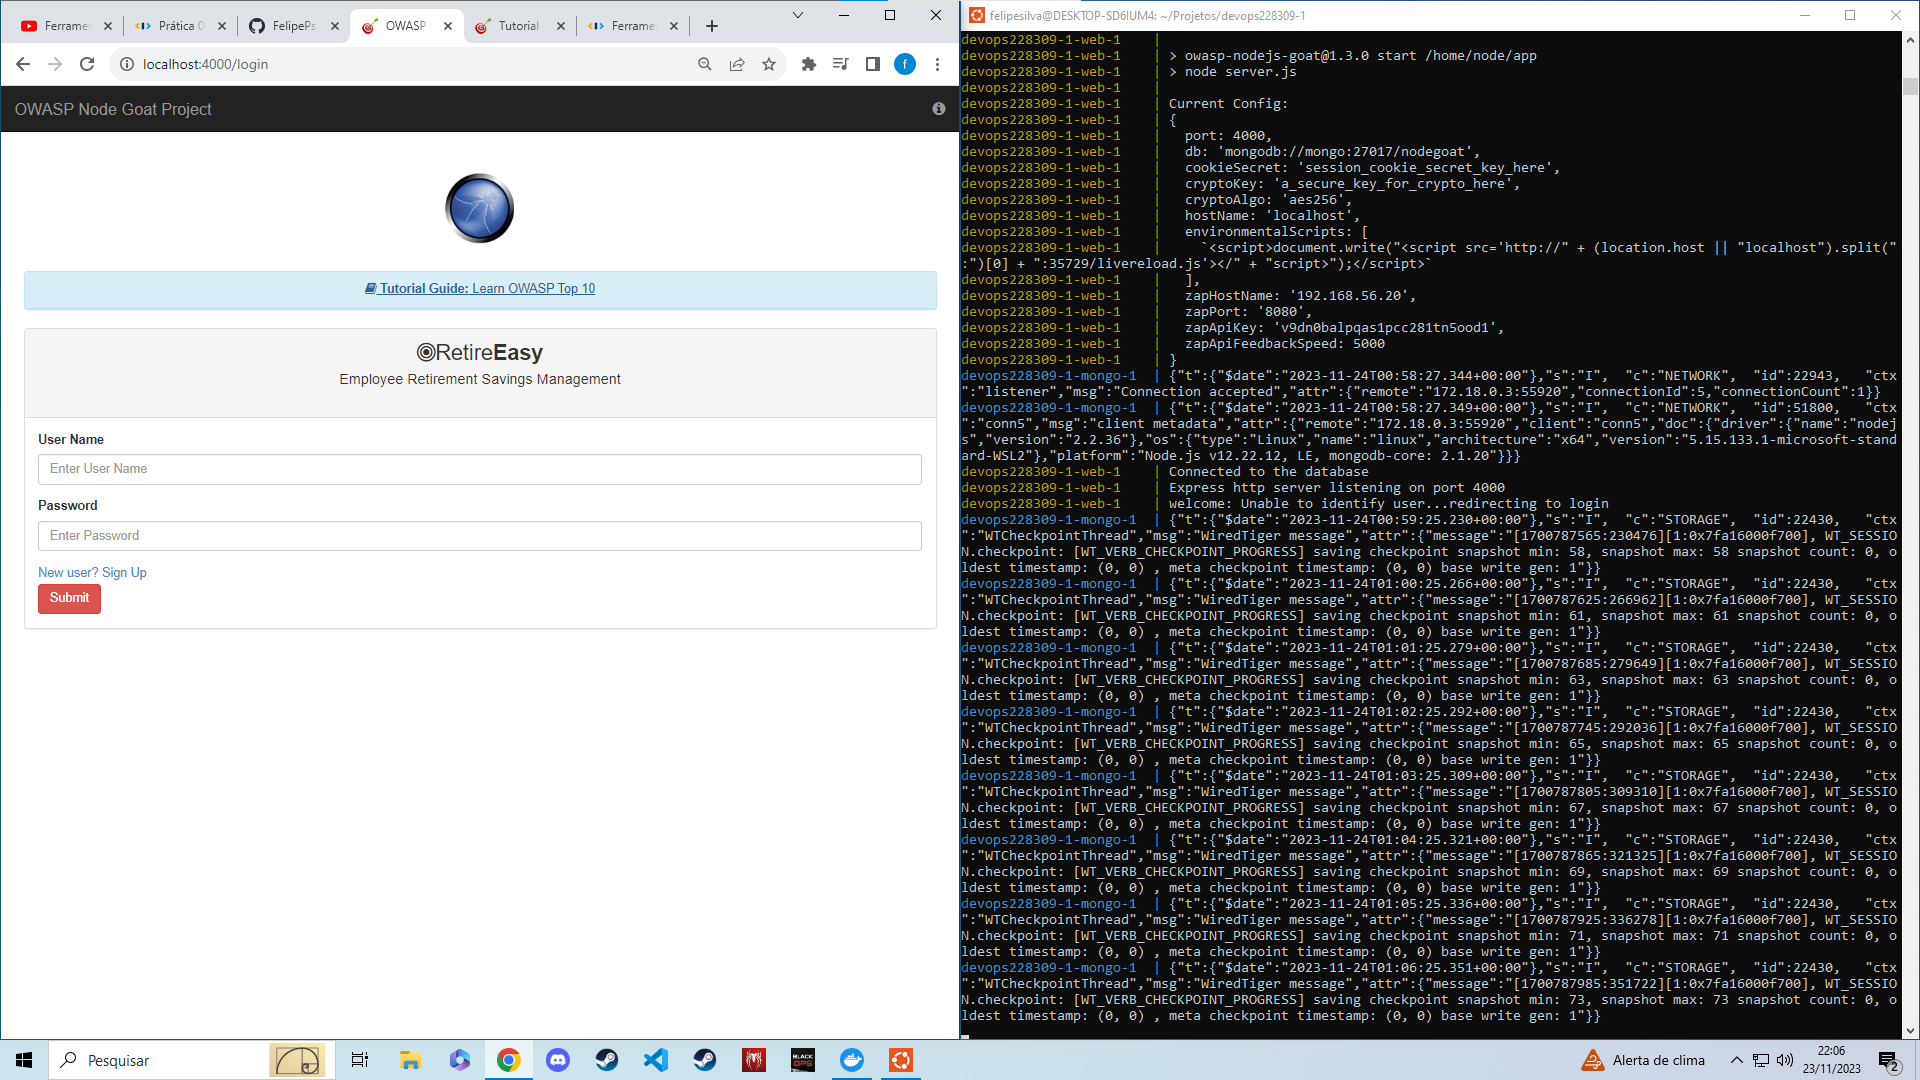 Ferramen
Prática 0
FelipePs
OWASP
Tutorial
Ferramen
localhost:4000/login
f
OWASP Node Goat Project
Tutorial Guide: Learn OWASP Top 10
RetireEasy
Employee Retirement Savings Management
User Name
Enter User Name
Password
Enter Password
New user? Sign Up
Submit
felipesilva@DESKTOP-SD6IUM4: ~/Projetos/devops228309-1
devops228309-1-web-1    |
devops228309-1-web-1    | > owasp-nodejs-goat@1.3.0 start /home/node/app
devops228309-1-web-1    | > node server.js
devops228309-1-web-1    |
devops228309-1-web-1    | Current Config:
devops228309-1-web-1    | {
devops228309-1-web-1    |   port: 4000,
devops228309-1-web-1    |   db: 'mongodb://mongo:27017/nodegoat',
devops228309-1-web-1    |   cookieSecret: 'session_cookie_secret_key_here',
devops228309-1-web-1    |   cryptoKey: 'a_secure_key_for_crypto_here',
devops228309-1-web-1    |   cryptoAlgo: 'aes256',
devops228309-1-web-1    |   hostName: 'localhost',
devops228309-1-web-1    |   environmentalScripts: [
devops228309-1-web-1    |     `<script>document.write("<script src='http://" + (location.host || "localhost").split("
:")[0] + ":35729/livereload.js'></" + "script>");</script>`
devops228309-1-web-1    |   ],
devops228309-1-web-1    |   zapHostName: '192.168.56.20',
devops228309-1-web-1    |   zapPort: '8080',
devops228309-1-web-1    |   zapApiKey: 'v9dn0balpqas1pcc281tn5ood1',
devops228309-1-web-1    |   zapApiFeedbackSpeed: 5000
devops228309-1-web-1    | }
devops228309-1-mongo-1  | {"t":{"$date":"2023-11-24T00:58:27.344+00:00"},"s":"I",  "c":"NETWORK",  "id":22943,   "ctx
":"listener","msg":"Connection accepted","attr":{"remote":"172.18.0.3:55920","connectionId":5,"connectionCount":1}}
devops228309-1-mongo-1  | {"t":{"$date":"2023-11-24T00:58:27.349+00:00"},"s":"I",  "c":"NETWORK",  "id":51800,   "ctx
":"conn5","msg":"client metadata","attr":{"remote":"172.18.0.3:55920","client":"conn5","doc":{"driver":{"name":"nodej
s","version":"2.2.36"},"os":{"type":"Linux","name":"linux","architecture":"x64","version":"5.15.133.1-microsoft-stand
ard-WSL2"},"platform":"Node.js v12.22.12, LE, mongodb-core: 2.1.20"}}}
devops228309-1-web-1    | Connected to the database
devops228309-1-web-1    | Express http server listening on port 4000
devops228309-1-web-1    | welcome: Unable to identify user...redirecting to login
devops228309-1-mongo-1  | {"t":{"$date":"2023-11-24T00:59:25.230+00:00"},"s":"I",  "c":"STORAGE",  "id":22430,   "ctx
":"WTCheckpointThread","msg":"WiredTiger message","attr":{"message":"[1700787565:230476][1:0x7fa16000f700], WT_SESSIO
N.checkpoint: [WT_VERB_CHECKPOINT_PROGRESS] saving checkpoint snapshot min: 58, snapshot max: 58 snapshot count: 0, o
ldest timestamp: (0, 0) , meta checkpoint timestamp: (0, 0) base write gen: 1"}}
devops228309-1-mongo-1  | {"t":{"$date":"2023-11-24T01:00:25.266+00:00"},"s":"I",  "c":"STORAGE",  "id":22430,   "ctx
":"WTCheckpointThread","msg":"WiredTiger message","attr":{"message":"[1700787625:266962][1:0x7fa16000f700], WT_SESSIO
N.checkpoint: [WT_VERB_CHECKPOINT_PROGRESS] saving checkpoint snapshot min: 61, snapshot max: 61 snapshot count: 0, o
ldest timestamp: (0, 0) , meta checkpoint timestamp: (0, 0) base write gen: 1"}}
devops228309-1-mongo-1  | {"t":{"$date":"2023-11-24T01:01:25.279+00:00"},"s":"I",  "c":"STORAGE",  "id":22430,   "ctx
":"WTCheckpointThread","msg":"WiredTiger message","attr":{"message":"[1700787685:279649][1:0x7fa16000f700], WT_SESSIO
N.checkpoint: [WT_VERB_CHECKPOINT_PROGRESS] saving checkpoint snapshot min: 63, snapshot max: 63 snapshot count: 0, o
ldest timestamp: (0, 0) , meta checkpoint timestamp: (0, 0) base write gen: 1"}}
devops228309-1-mongo-1  | {"t":{"$date":"2023-11-24T01:02:25.292+00:00"},"s":"I",  "c":"STORAGE",  "id":22430,   "ctx
":"WTCheckpointThread","msg":"WiredTiger message","attr":{"message":"[1700787745:292036][1:0x7fa16000f700], WT_SESSIO
N.checkpoint: [WT_VERB_CHECKPOINT_PROGRESS] saving checkpoint snapshot min: 65, snapshot max: 65 snapshot count: 0, o
ldest timestamp: (0, 0) , meta checkpoint timestamp: (0, 0) base write gen: 1"}}
devops228309-1-mongo-1  | {"t":{"$date":"2023-11-24T01:03:25.309+00:00"},"s":"I",  "c":"STORAGE",  "id":22430,   "ctx
":"WTCheckpointThread","msg":"WiredTiger message","attr":{"message":"[1700787805:309310][1:0x7fa16000f700], WT_SESSIO
N.checkpoint: [WT_VERB_CHECKPOINT_PROGRESS] saving checkpoint snapshot min: 67, snapshot max: 67 snapshot count: 0, o
ldest timestamp: (0, 0) , meta checkpoint timestamp: (0, 0) base write gen: 1"}}
devops228309-1-mongo-1  | {"t":{"$date":"2023-11-24T01:04:25.321+00:00"},"s":"I",  "c":"STORAGE",  "id":22430,   "ctx
":"WTCheckpointThread","msg":"WiredTiger message","attr":{"message":"[1700787865:321325][1:0x7fa16000f700], WT_SESSIO
N.checkpoint: [WT_VERB_CHECKPOINT_PROGRESS] saving checkpoint snapshot min: 69, snapshot max: 69 snapshot count: 0, o
ldest timestamp: (0, 0) , meta checkpoint timestamp: (0, 0) base write gen: 1"}}
devops228309-1-mongo-1  | {"t":{"$date":"2023-11-24T01:05:25.336+00:00"},"s":"I",  "c":"STORAGE",  "id":22430,   "ctx
":"WTCheckpointThread","msg":"WiredTiger message","attr":{"message":"[1700787925:336278][1:0x7fa16000f700], WT_SESSIO
N.checkpoint: [WT_VERB_CHECKPOINT_PROGRESS] saving checkpoint snapshot min: 71, snapshot max: 71 snapshot count: 0, o
ldest timestamp: (0, 0) , meta checkpoint timestamp: (0, 0) base write gen: 1"}}
devops228309-1-mongo-1  | {"t":{"$date":"2023-11-24T01:06:25.351+00:00"},"s":"I",  "c":"STORAGE",  "id":22430,   "ctx
":"WTCheckpointThread","msg":"WiredTiger message","attr":{"message":"[1700787985:351722][1:0x7fa16000f700], WT_SESSIO
N.checkpoint: [WT_VERB_CHECKPOINT_PROGRESS] saving checkpoint snapshot min: 73, snapshot max: 73 snapshot count: 0, o
ldest timestamp: (0, 0) , meta checkpoint timestamp: (0, 0) base write gen: 1"}}
Pesquisar
BLACK OPS
Alerta de clima
22:06
23/11/2023
2